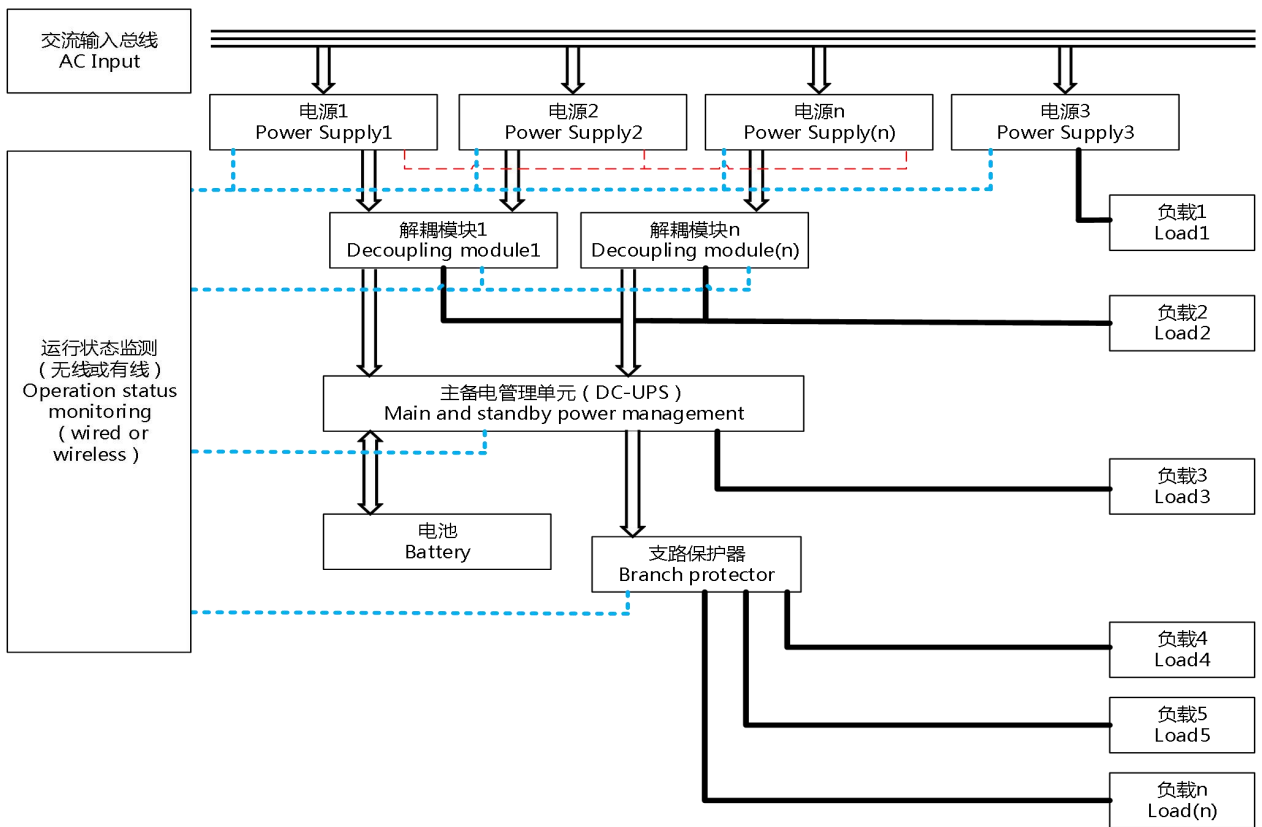 交流输入总线
AC Input
电源1
Power Supply1
电源2
Power Supply2
电源n
Power Supply(n)
电源3
Power Supply3
负载1
Load1
解耦模块1
Decoupling module1
解耦模块n
Decoupling module(n)
负载2
Load2
运行状态监测
（无线或有线）
Operation status
monitoring
（wired or
wireless）
主备电管理单元（DC-UPS）
Main and standby power management
负载3
Load3
电池
Battery
支路保护器
Branch protector
负载4
Load4
负载5
Load5
负载n
Load(n)